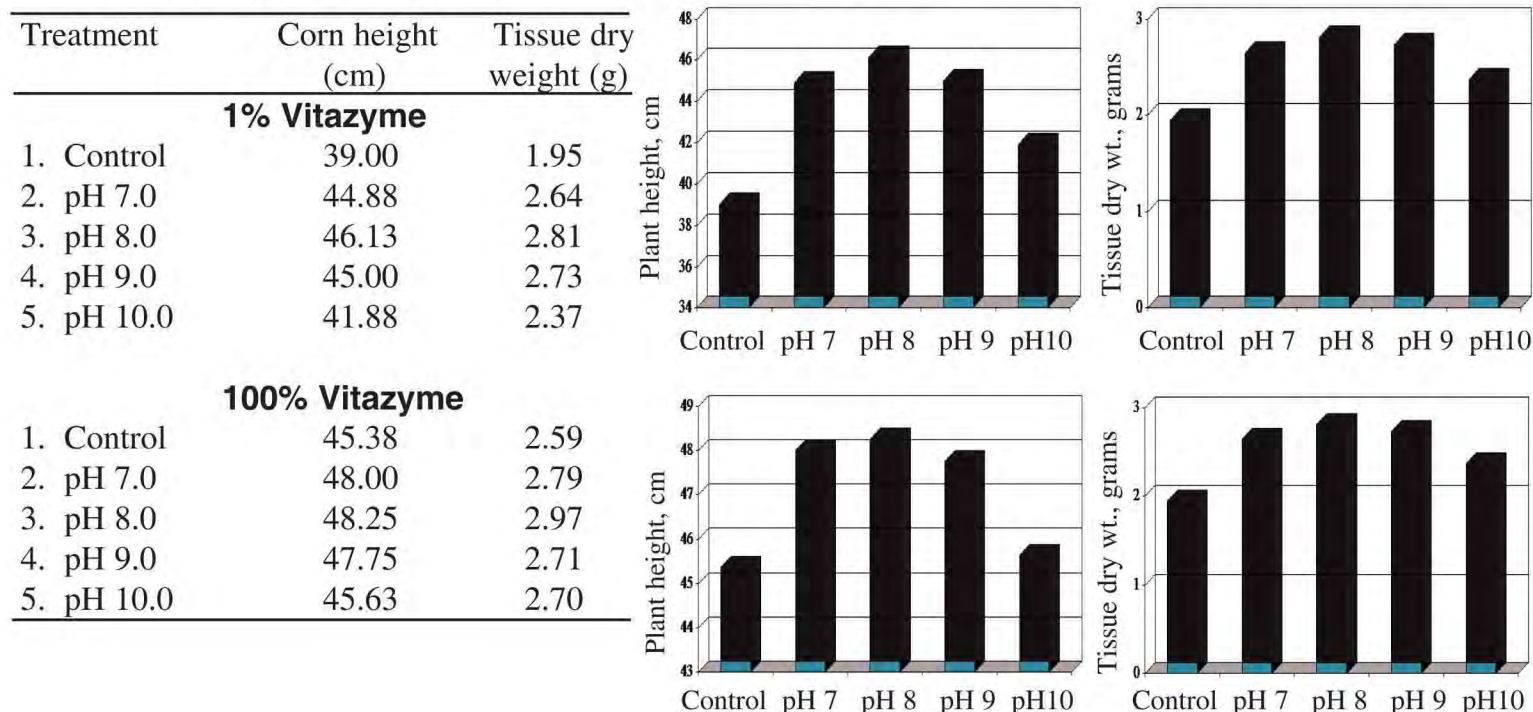 Treatment Corn height Tissue dry
(cm) weight (g)
1% Vitazyme
1. Control 39.00 1.95
2. pH 7.0 44.88 2.64
3. pH 8.0 46.13 2.81
4. pH 9.0 45.00 2.73
5. pH 10.0 41.88 2.37
100% Vitazyme
1. Control 45.38 2.59
2. pH 7.0 48.00 2.79
3. pH 8.0 48.25 2.97
4. pH 9.0 47.75 2.71
5. pH 10.0 45.63 2.70
Plant height, cm
48
46
44
42
40
38
36
34
Control pH 7 pH 8 pH 9 pH10
Tissue dry wt., grams
3
2
1
0
Control pH 7 pH 8 pH 9 pH10
Plant height, cm
49
48
47
46
45
44
43
Control pH 7 pH 8 pH 9 pH10
Tissue dry wt., grams
3
2
1
0
Control pH 7 pH 8 pH 9 pH10